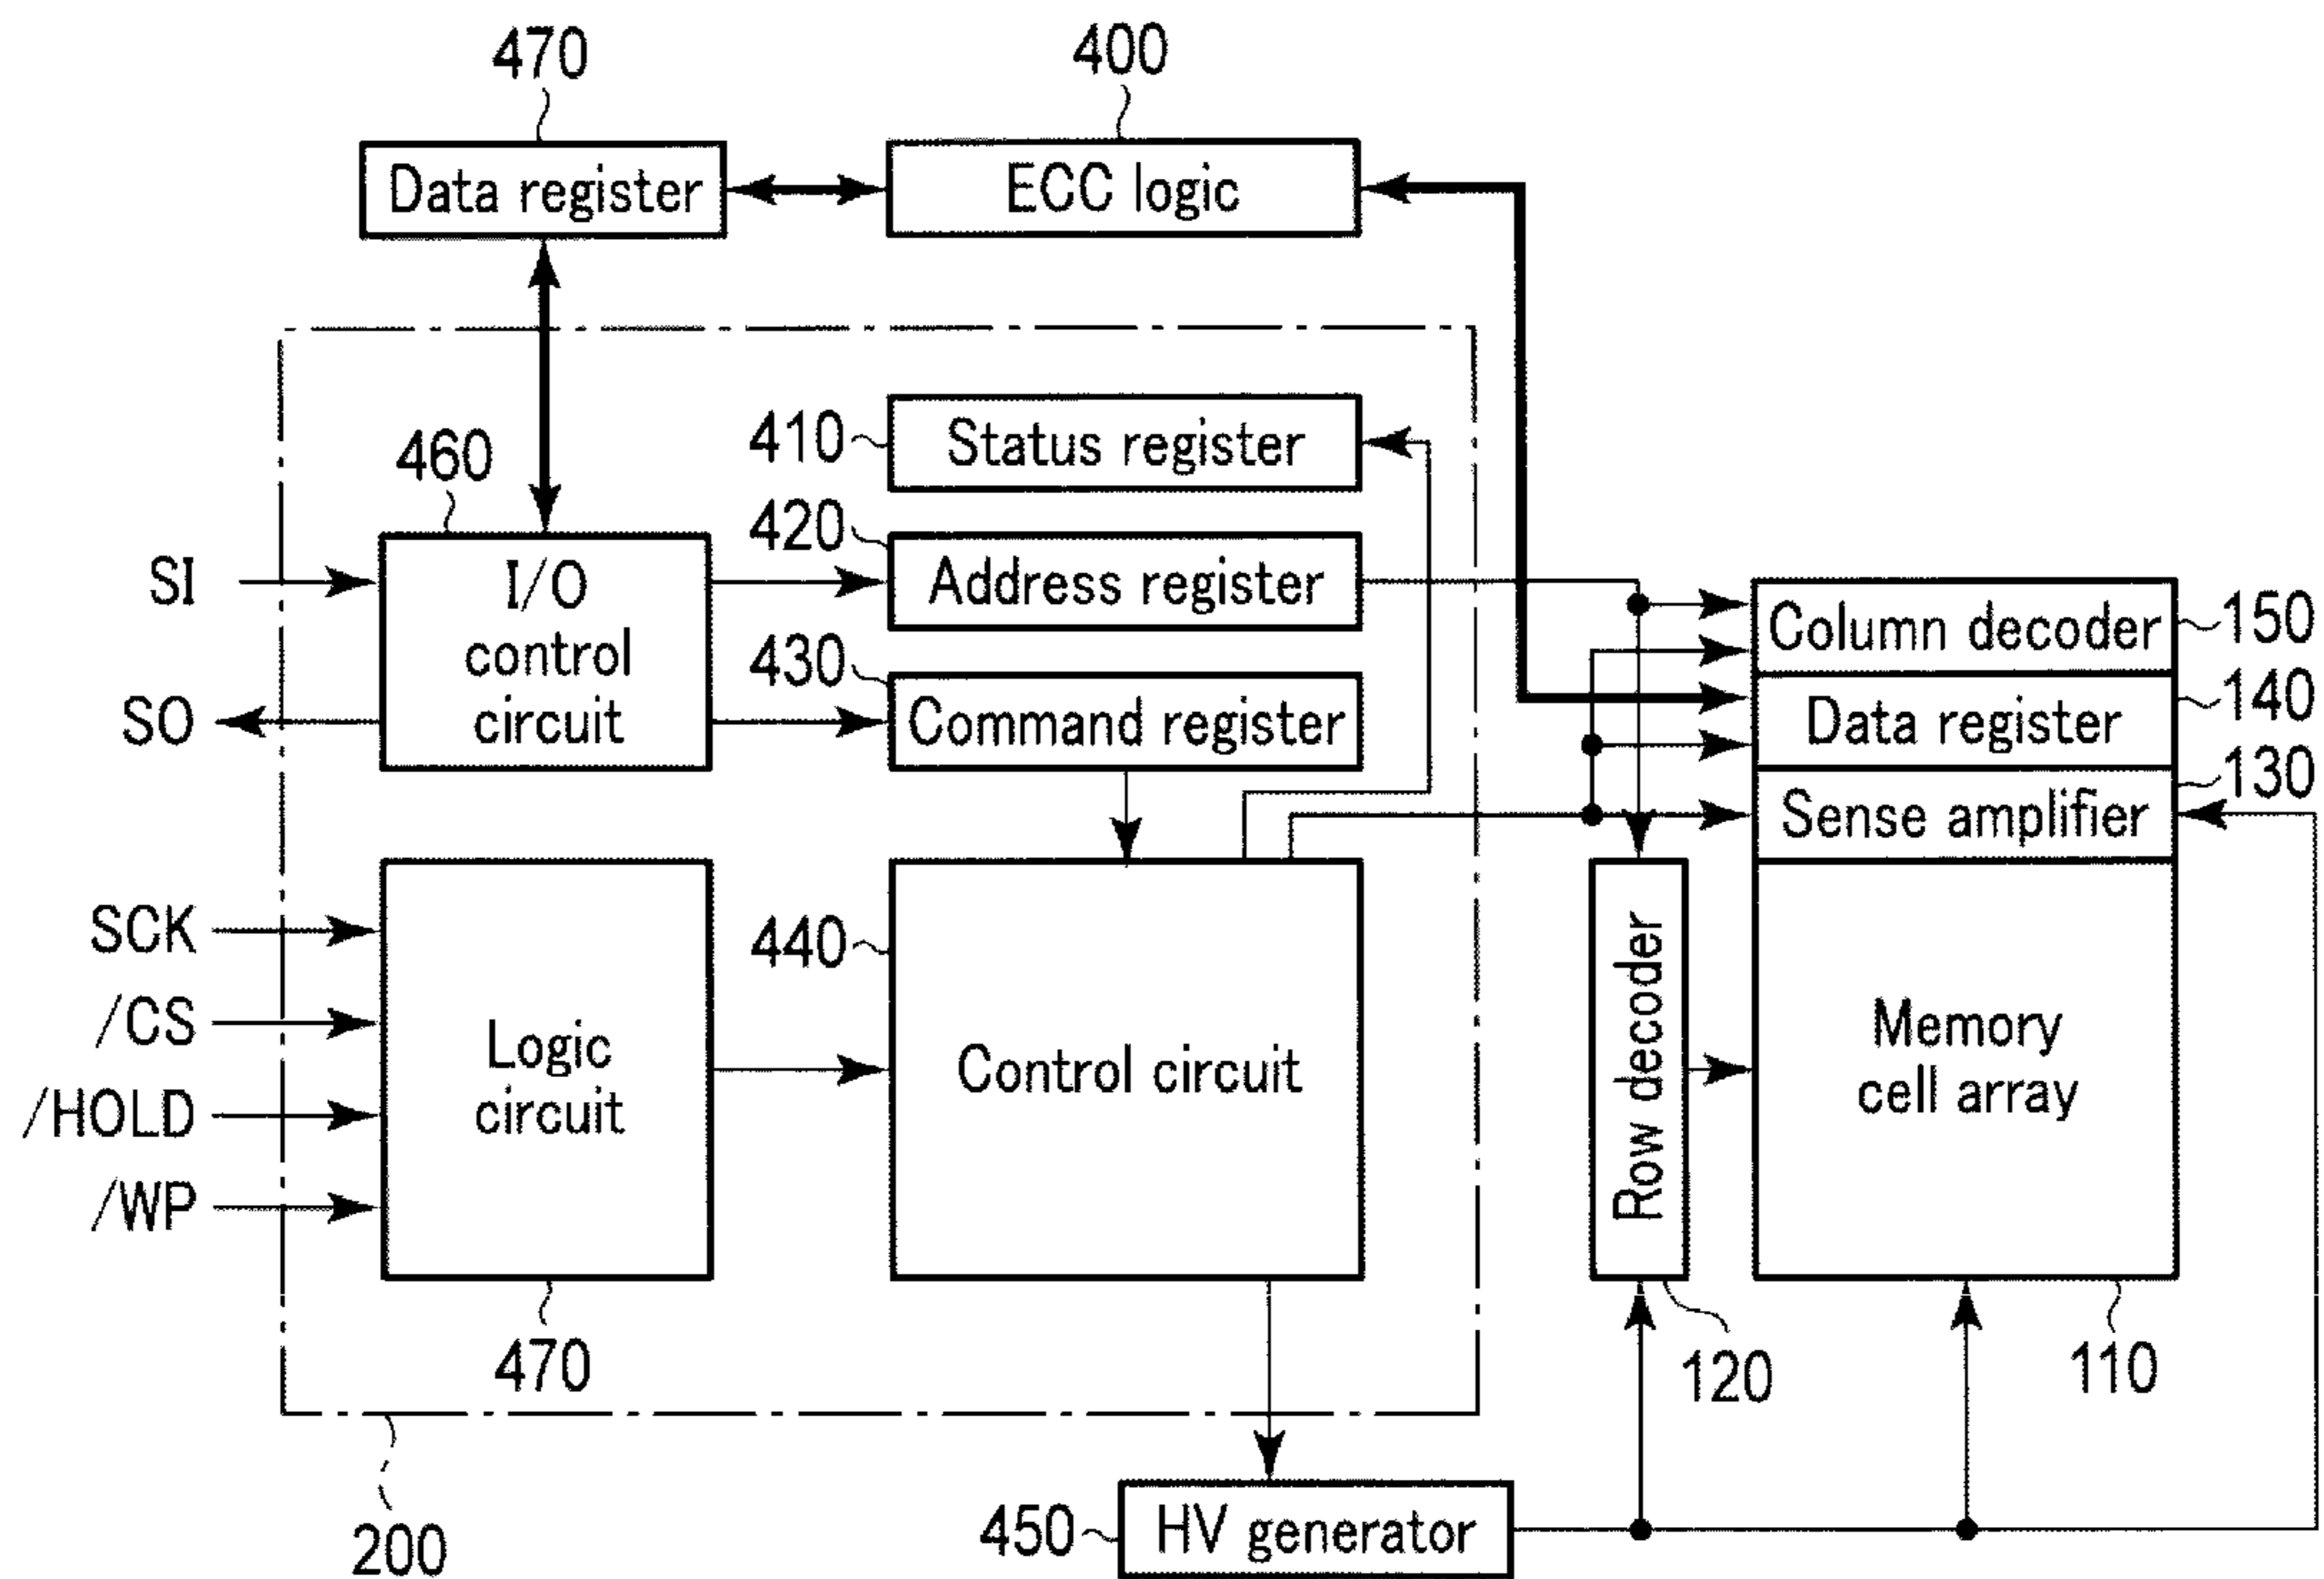 470
400
Data register
ECC logic
410
Status register
460
420
SI
I/O
control
circuit
Address register
Column decoder
150
430
140
SO
Command register
Data register
130
Sense amplifier
SCK
440
/CS
Logic
circuit
Control circuit
Row decoder
Memory
cell array
/HOLD
/WP
470
120
110
200
450
HV generator